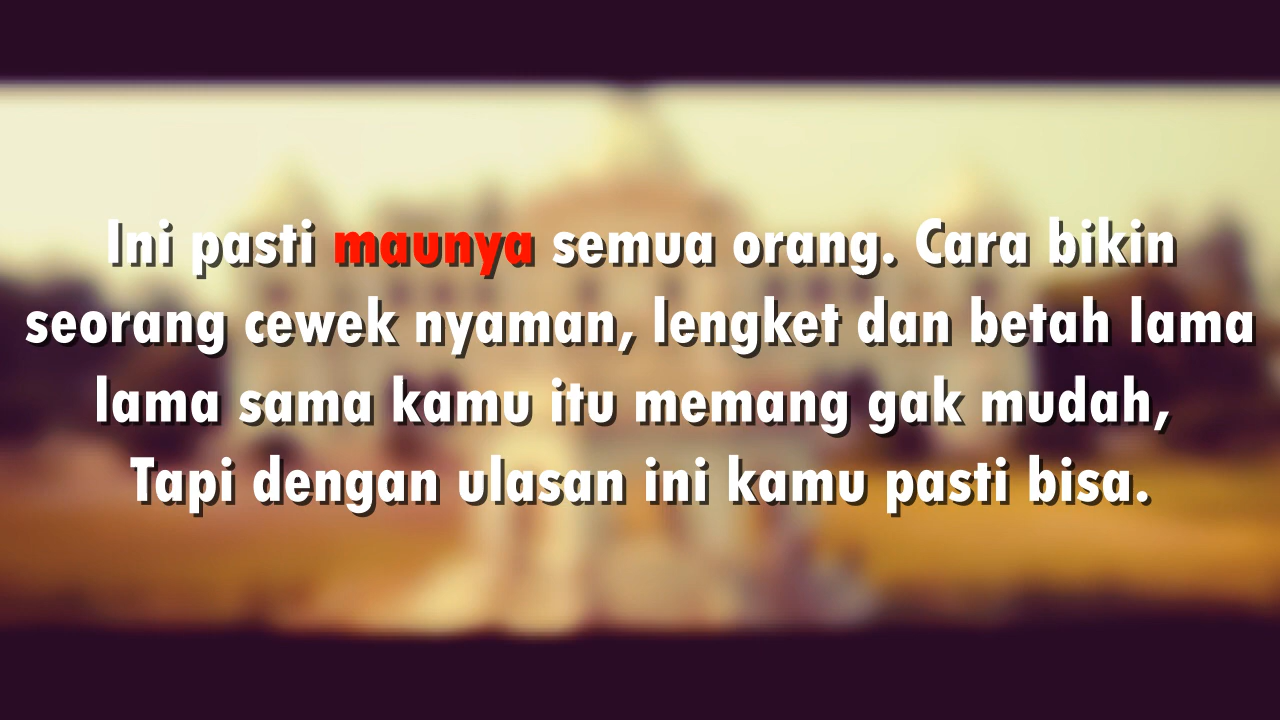 Ini pasti maunya semua orang. Cara bikin
seorang cewek nyaman, lengket dan betah lama
lama sama kamu itu memang gak mudah,
Tapi dengan ulasan ini kamu pasti bisa.